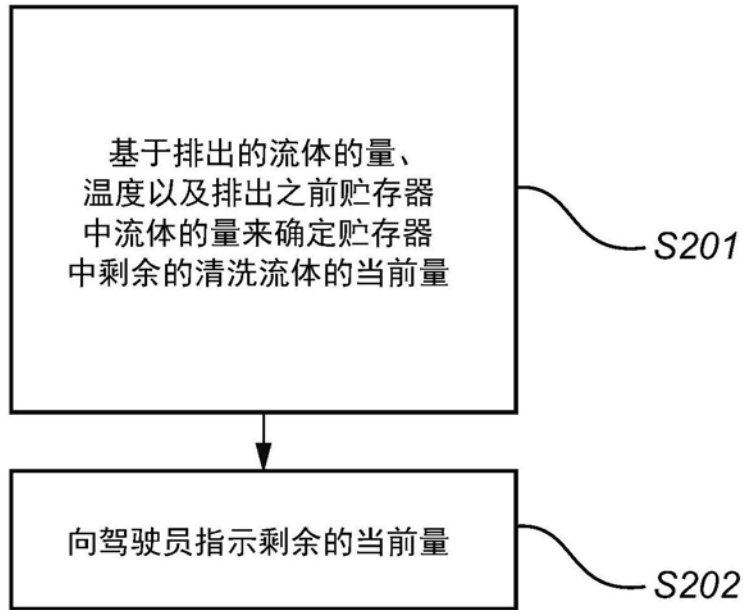 基于排出的流体的量、
温度以及排出之前贮存器
中流体的量来确定贮存器
中剩余的清洗流体的当前量
S201
向驾驶员指示剩余的当前量
S202